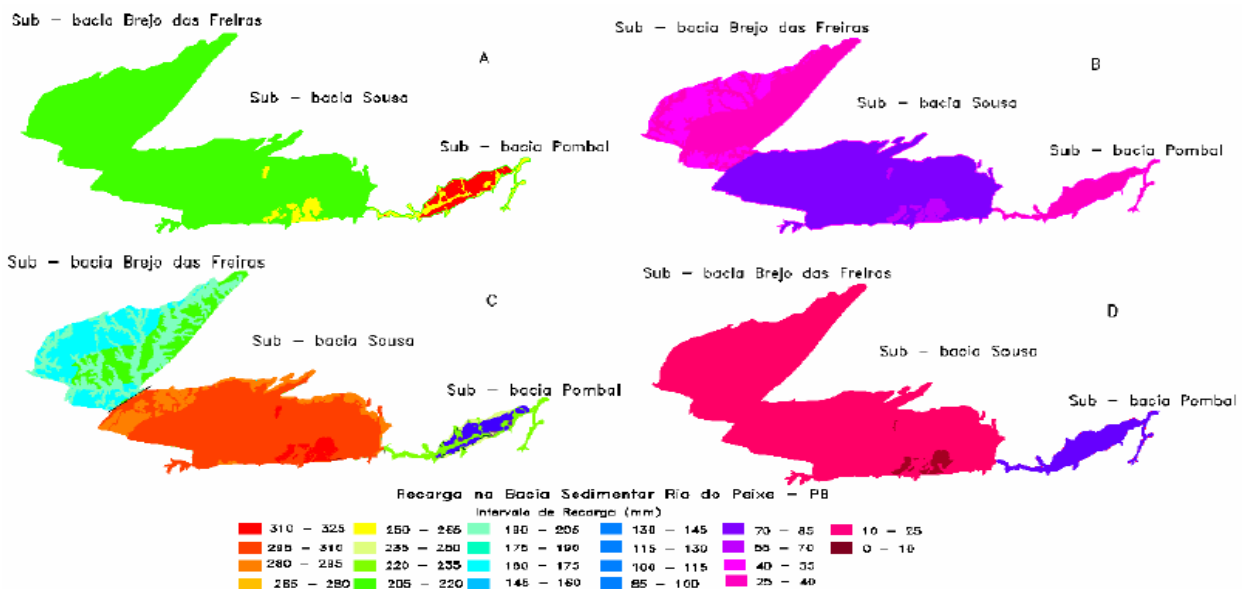 Sub - bacia Brejo das Freiras
A
Sub - bacia Sousa
Sub - bacia Pombal
Sub - bacia Brejo das Freiras
B
Sub - bacia Sousa
Sub - bacia Pombal
Sub - bacia Brejo das Freiras
C
Sub - bacia Sousa
Sub - bacia Pombal
Sub - bacia Brejo das Freiras
D
Sub - bacia Sousa
Sub - bacia Pombal
Recarga na Bacia Sedimentar Rio do Peixe - PB
Intervalo de Recarga (mm)
310 - 325
295 - 310
280 - 295
265 - 280
250 - 265
235 - 250
220 - 235
205 - 220
190 - 205
175 - 190
160 - 175
145 - 160
130 - 145
115 - 130
100 - 115
85 - 100
70 - 85
55 - 70
40 - 55
25 - 40
10 - 25
0 - 10